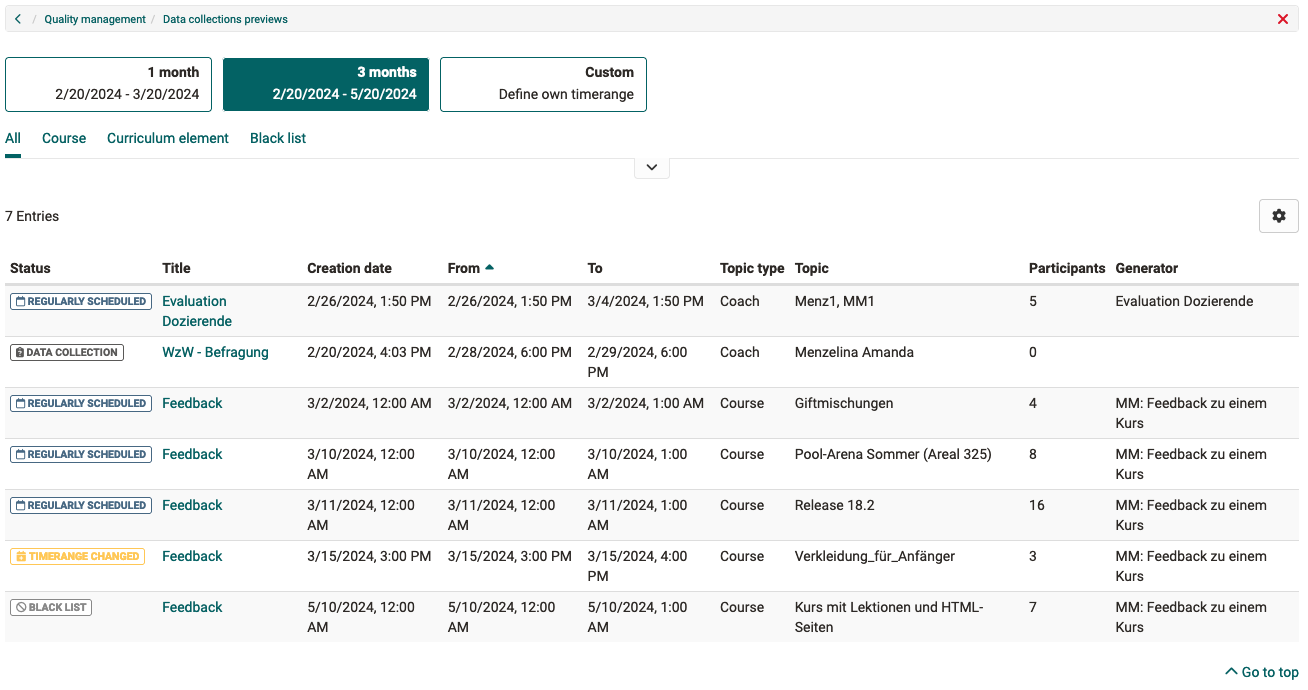 / Quality management / Data collections previews
1 month
2/20/2024 - 3/20/2024
3 months
2/20/2024 - 5/20/2024
Custom
Define own timerange
All Course Curriculum element Black list
7 Entries
Status Title Creation date From To Topic type Topic Participants Generator
REGULARLY SCHEDULED Evaluation 2/26/2024, 1:50 PM 2/26/2024, 1:50 PM 3/4/2024, 1:50 PM Coach Menz1, MM1 5 Evaluation Dozierende
Dozierende
DATA COLLECTION WzW - Befragung 2/20/2024, 4:03 PM 2/28/2024, 6:00 PM 2/29/2024, 6:00 Coach Menzelina Amanda 0
PM
REGULARLY SCHEDULED Feedback 3/2/2024, 12:00 AM 3/2/2024, 12:00 AM 3/2/2024, 1:00 AM Course Giftmischungen 4 MM: Feedback zu einem
Kurs
REGULARLY SCHEDULED Feedback 3/10/2024, 12:00 3/10/2024, 12:00 3/10/2024, 1:00 Course Pool-Arena Sommer (Areal 325) 8 MM: Feedback zu einem
AM AM AM Kurs
REGULARLY SCHEDULED Feedback 3/11/2024, 12:00 3/11/2024, 12:00 3/11/2024, 1:00 Course Release 18.2 16 MM: Feedback zu einem
AM AM AM Kurs
TIMERANGE CHANGED Feedback 3/15/2024, 3:00 PM 3/15/2024, 3:00 PM 3/15/2024, 4:00 Course Verkleidung_für_Anfänger 3 MM: Feedback zu einem
PM Kurs
BLACK LIST Feedback 5/10/2024, 12:00 5/10/2024, 12:00 5/10/2024, 1:00 Course Kurs mit Lektionen und HTML- 7 MM: Feedback zu einem
AM AM AM Seiten Kurs
Go to top